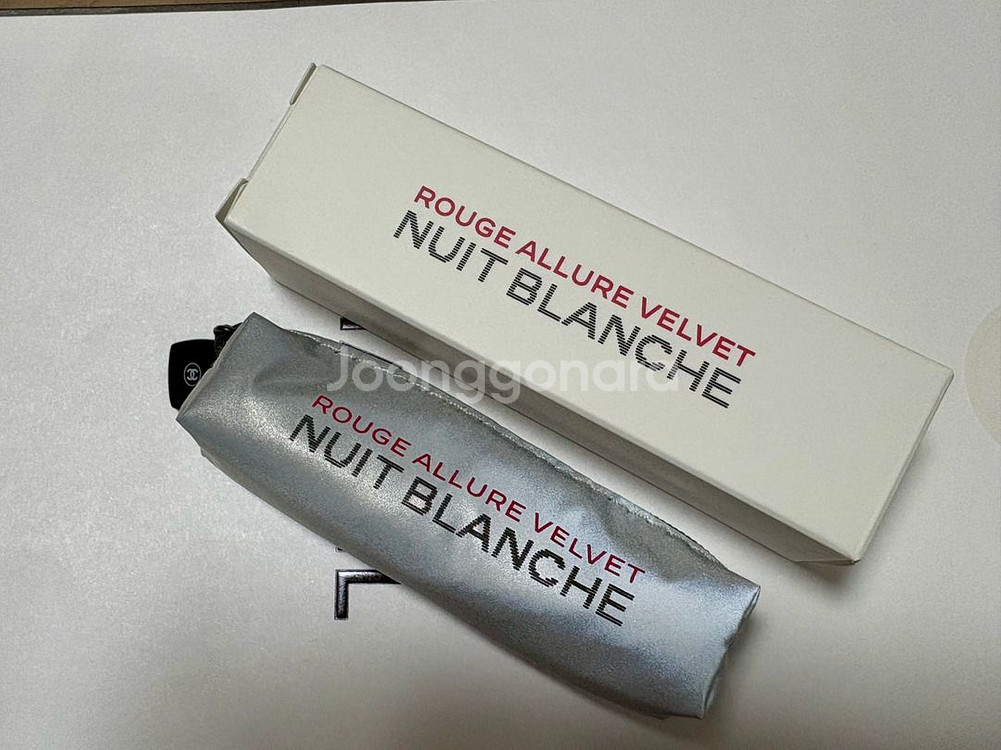 ROUGE ALLURE VELVET
NUIT BLANCHE
Joonggonara
ROUGE ALLURE VELVET
NUIT BLANCHE